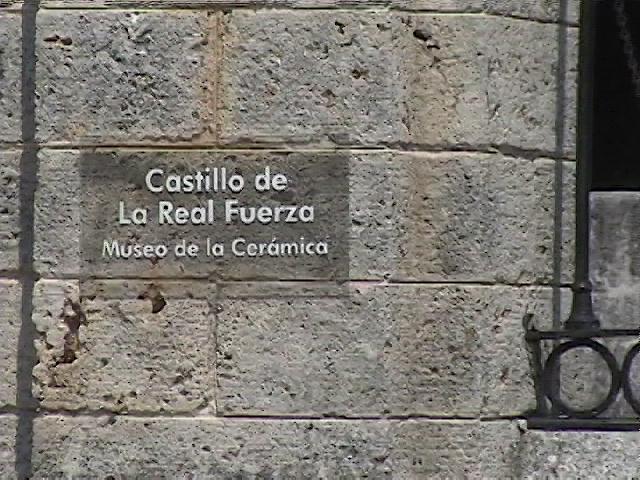 Castillo de
La Real Fuerza
Museo de la Cerámica